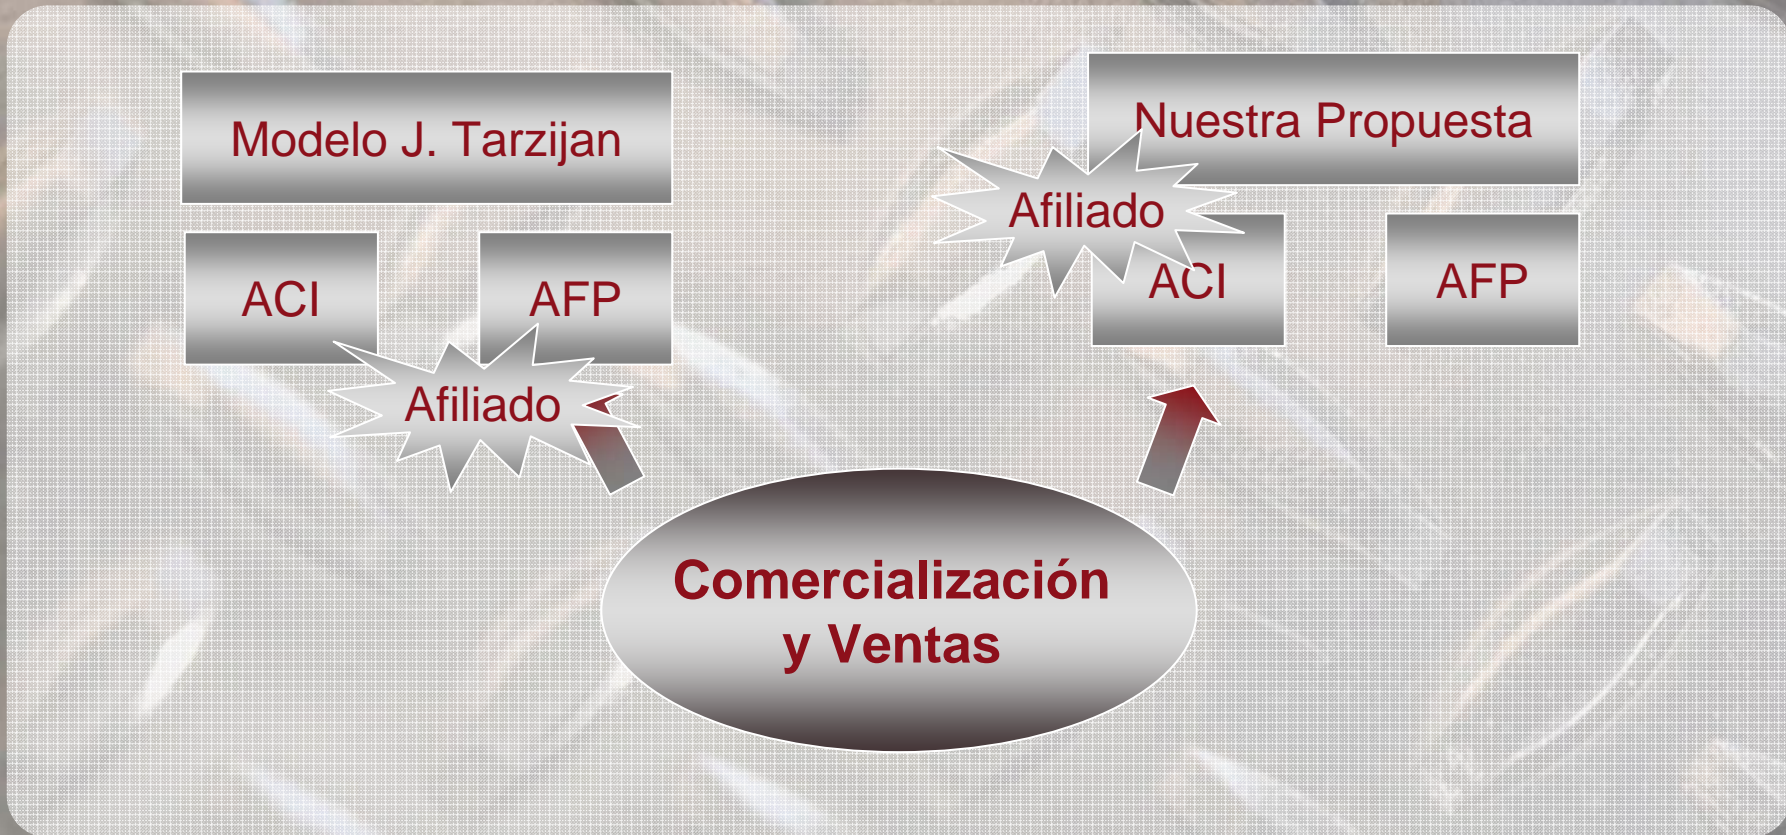 Modelo J. Tarzijan
ACI
AFP
Afiliado
Nuestra Propuesta
Afiliado
ACI
AFP
Comercialización
y Ventas